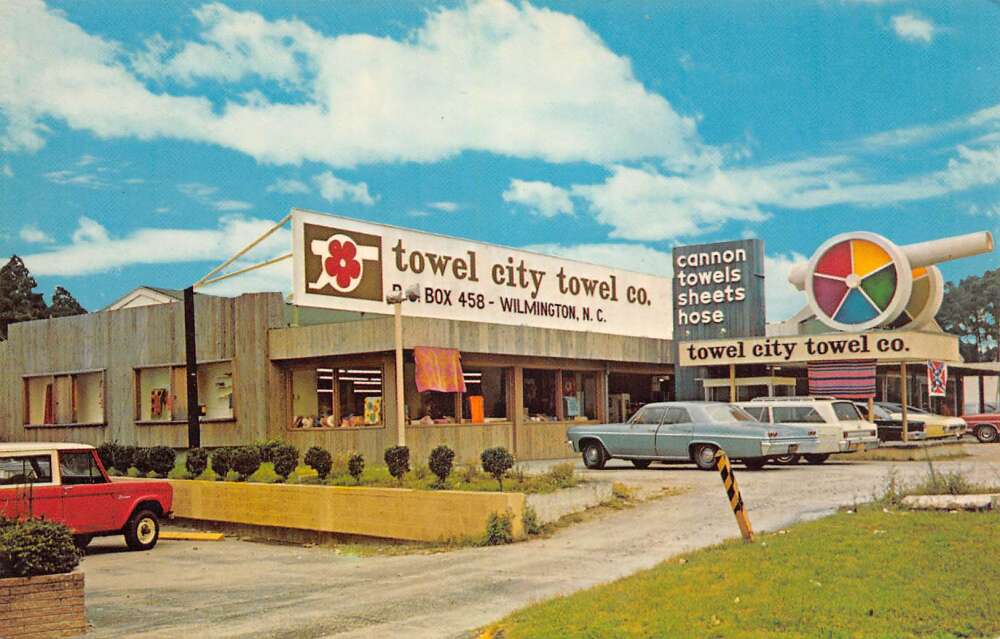 towel city towel co.
BOX 458 - WILMINGTON, N. C.
cannon
towels
sheets
hose
towel city towel co.